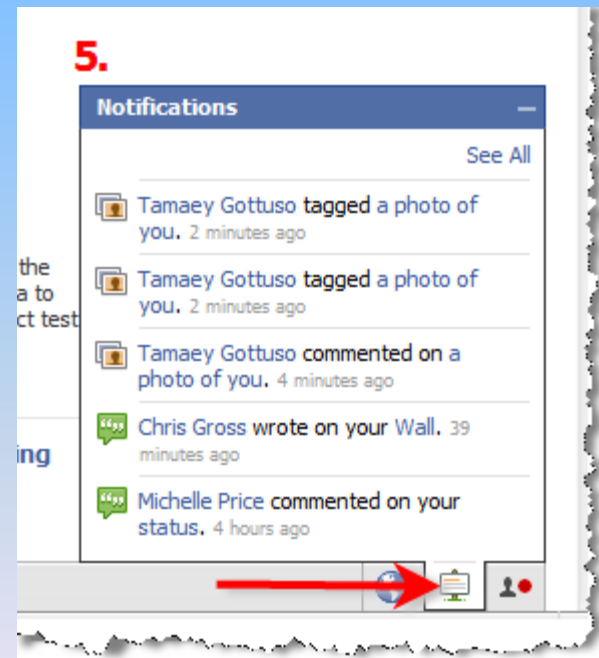 5.
Notifications
See All
Tamaey Gottuso tagged a photo of
you. 2 minutes ago
the
Tamaey Gottuso tagged a photo of
a to
you. 2 minutes ago
ct test
Tamaey Gottuso commented on a
photo of you. 4 minutes ago
Chris Gross wrote on your Wall. 39
ing
minutes ago
Michelle Price commented on your
status. 4 hours ago